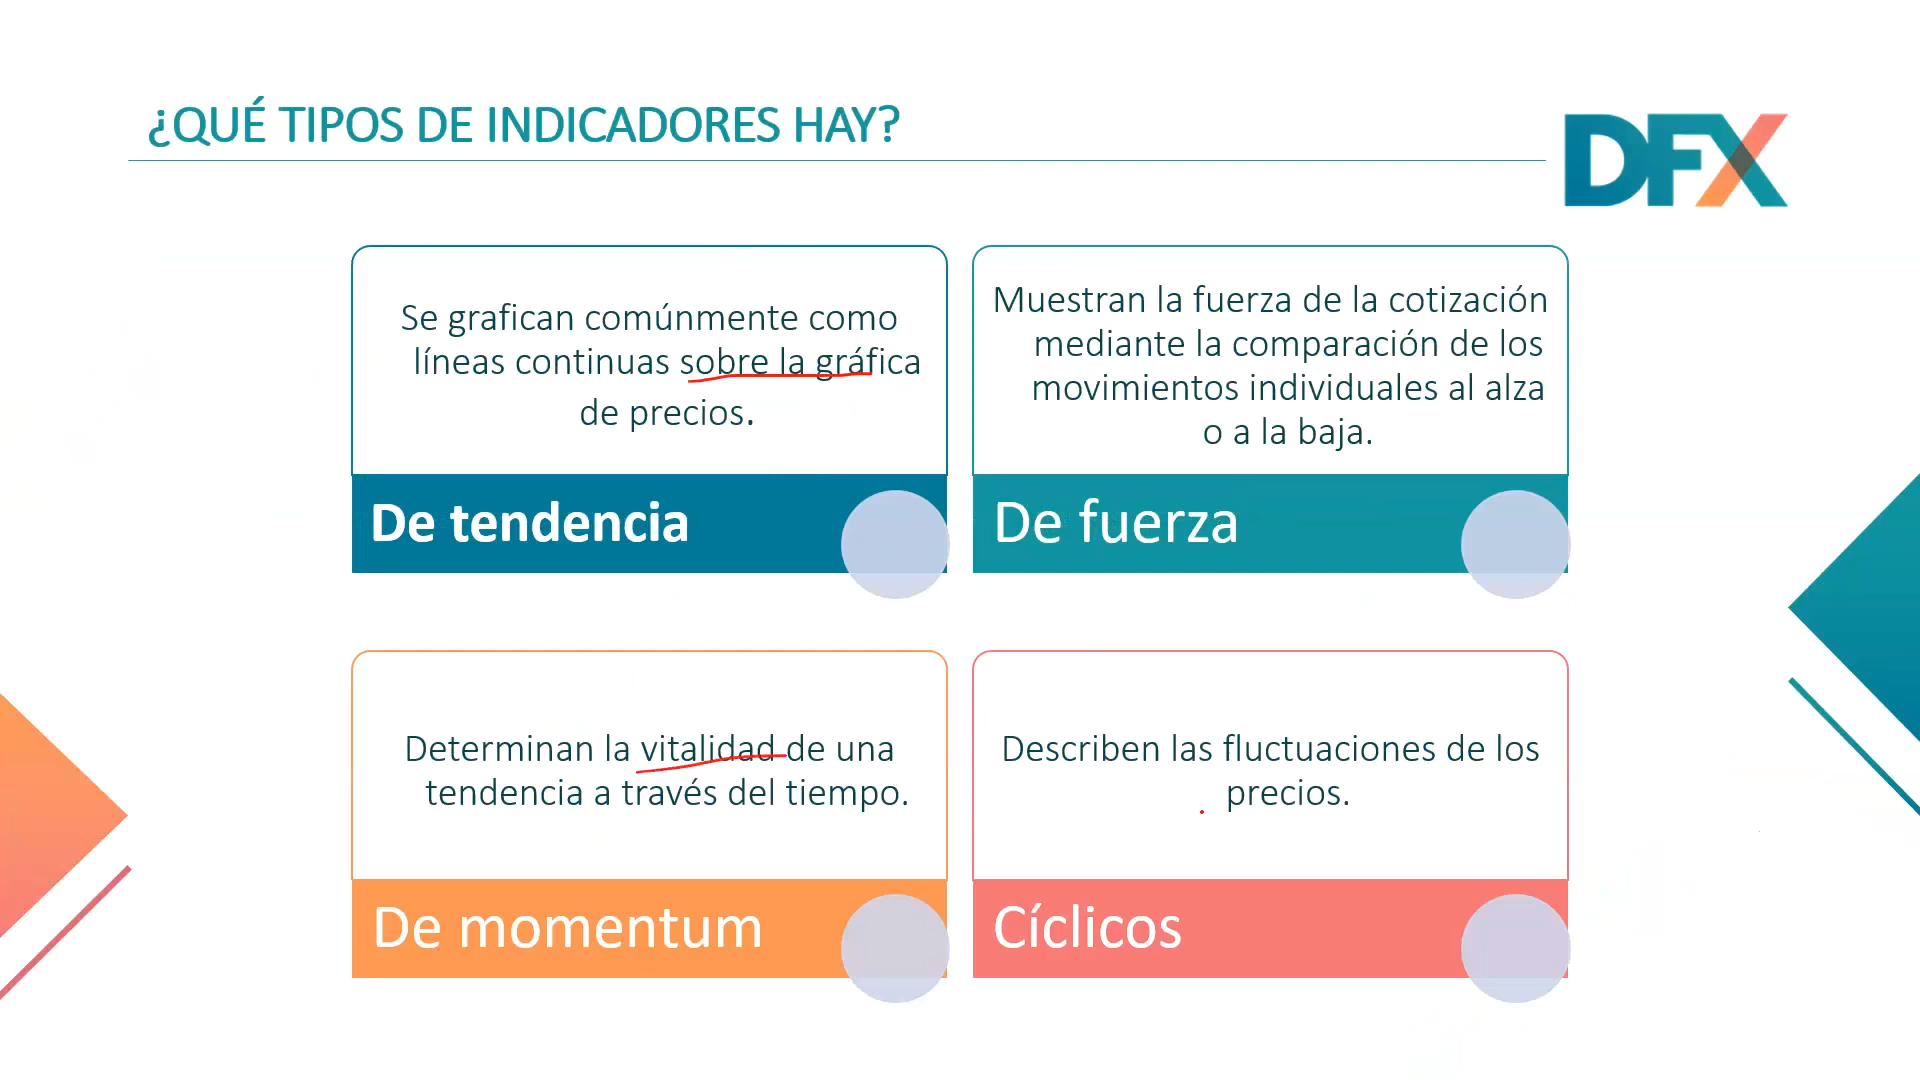 ¿QUÉ TIPOS DE INDICADORES HAY?
DFX
Se grafican comúnmente como
líneas continuas sobre la gráfica
de precios.
De tendencia
Muestran la fuerza de la cotización
mediante la comparación de los
movimientos individuales al alza
o a la baja.
De fuerza
Determinan la vitalidad de una
tendencia a través del tiempo.
De momentum
Describen las fluctuaciones de los
precios.
Cíclicos